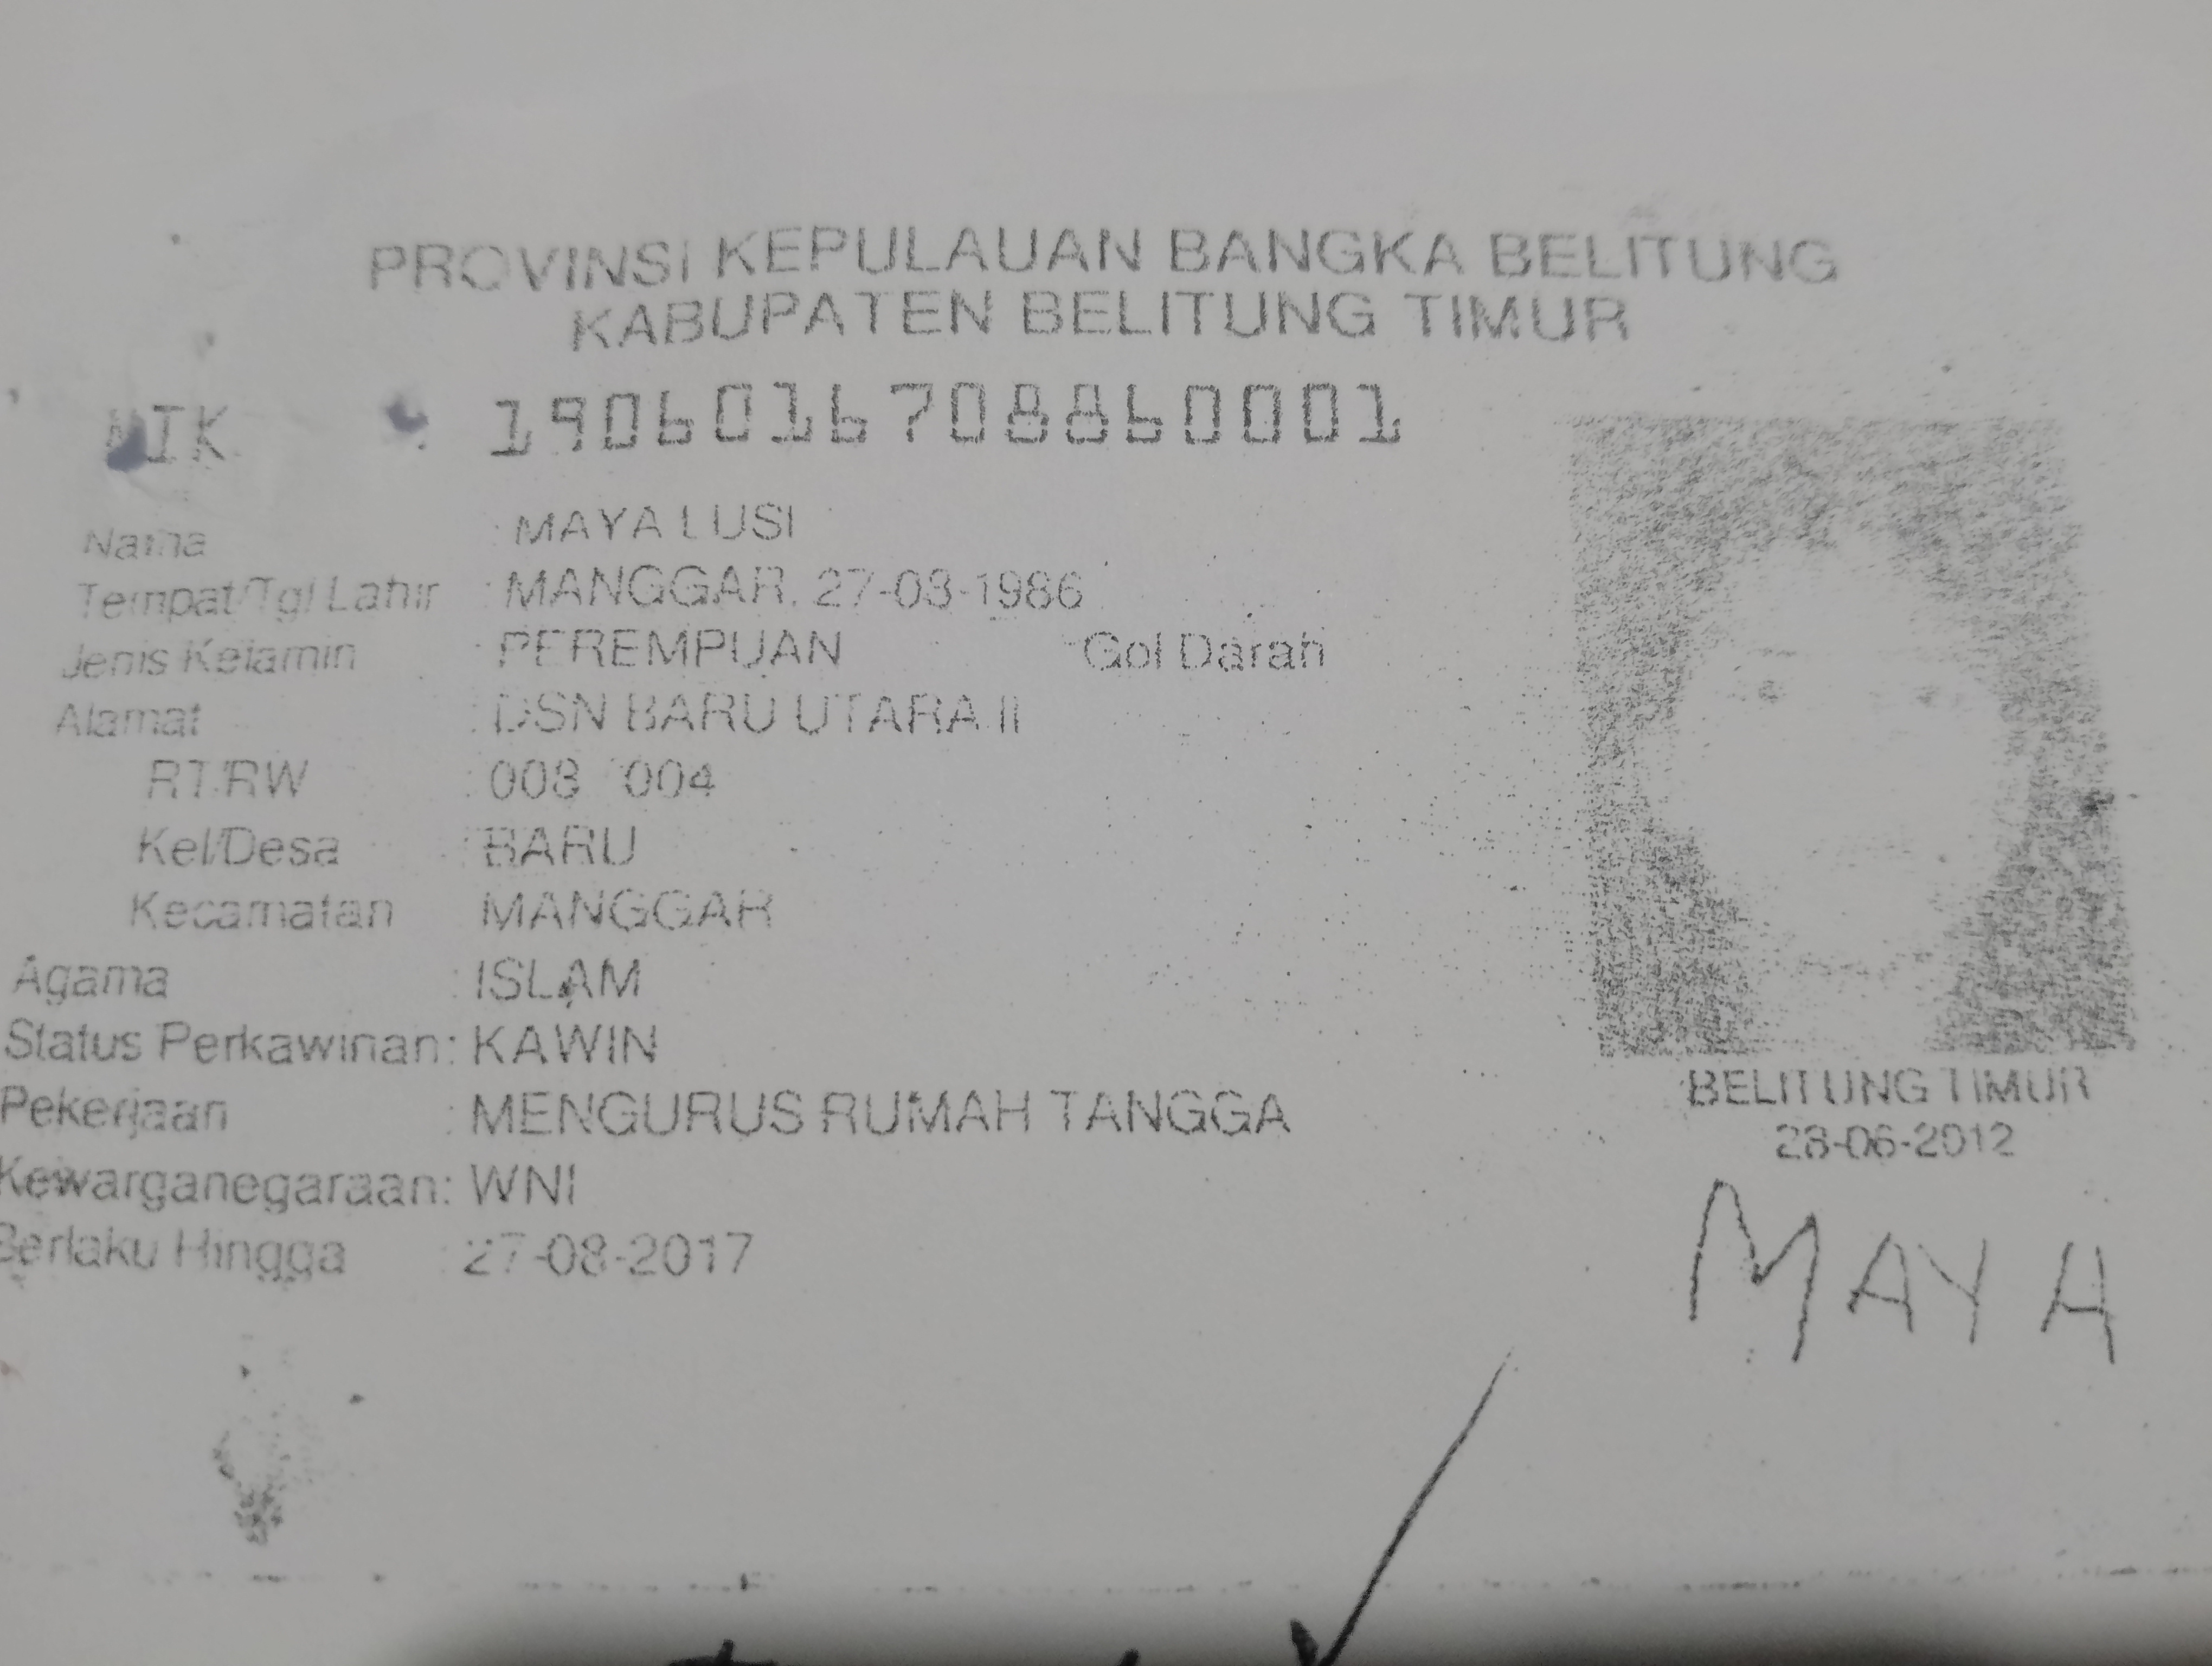 PROVINSI KEPULAUAN BANGKA BELITUNG
KABUPATEN BELITUNG TIMUR
NIK : 1906016708860001
Nama : MAYA LUSI
Tempat/Tgl Lahir : MANGGAR, 27-08-1986
Jenis Kelamin : PEREMPUAN Gol Darah
Alamat : DSN BARU UTARA II
RT/RW : 008 / 004
Kel/Desa : BARU
Kecamatan : MANGGAR
Agama : ISLAM
Status Perkawinan: KAWIN
Pekerjaan : MENGURUS RUMAH TANGGA
Kewarganegaraan: WNI
Berlaku Hingga : 27-08-2017
BELITUNG TIMUR
28-06-2012
MAYA